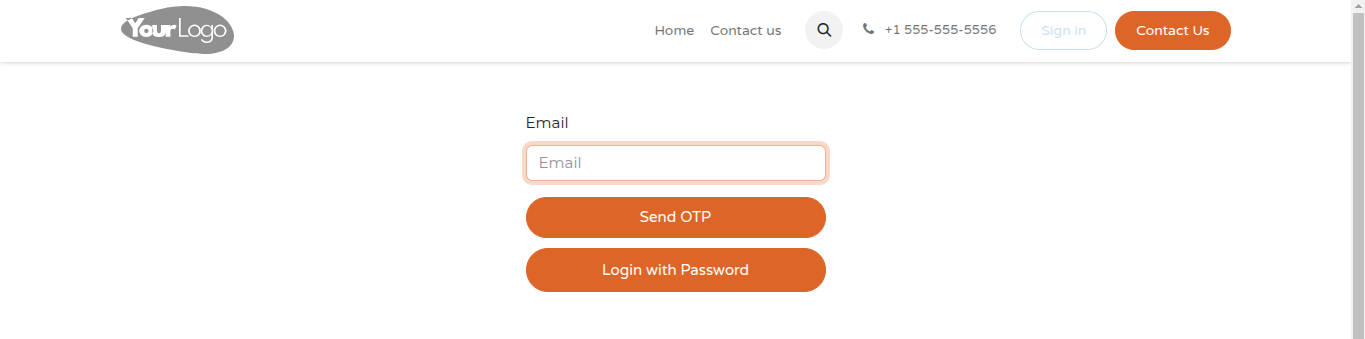 YourLogo
Home Contact us +1 555-555-5556 Sign in Contact Us
Email
Email
Send OTP
Login with Password